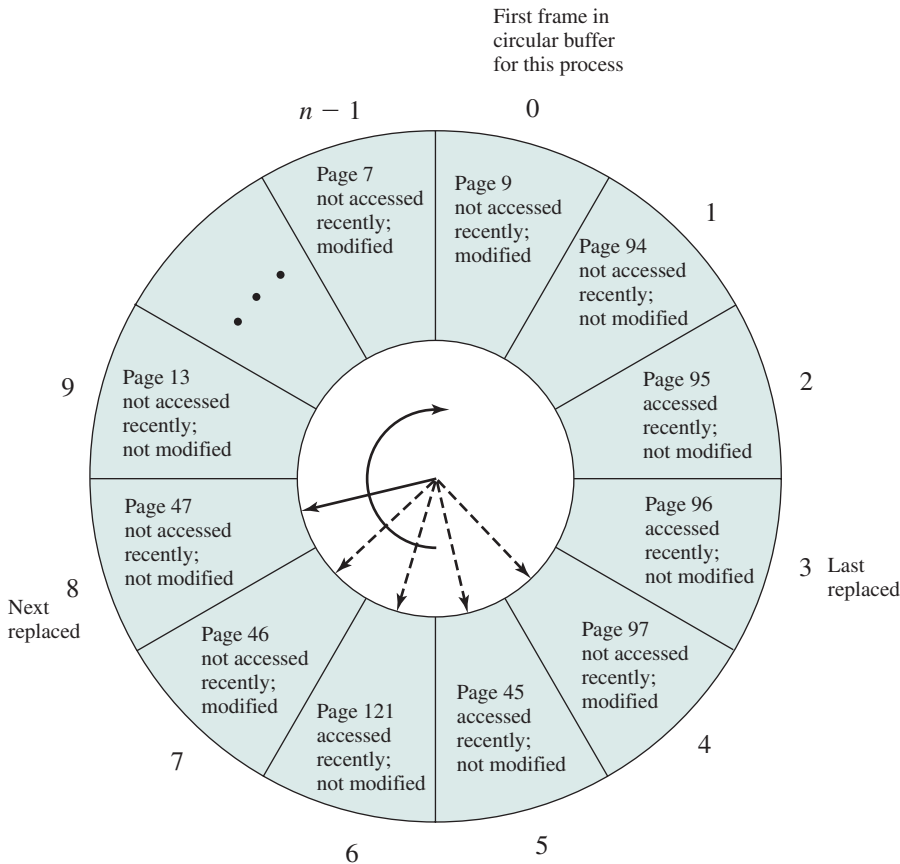 First frame in
circular buffer
for this process
n − 1
0
Page 7
not accessed
recently;
modified
Page 9
not accessed
recently;
modified
1
Page 94
not accessed
recently;
not modified
2
Page 95
accessed
recently;
not modified
Page 96
accessed
recently;
not modified
3
Last
replaced
Page 97
not accessed
recently;
modified
4
Page 45
accessed
recently;
not modified
5
Page 121
accessed
recently;
not modified
6
Page 46
not accessed
recently;
modified
7
Page 47
not accessed
recently;
not modified
8
Next
replaced
Page 13
not accessed
recently;
not modified
9